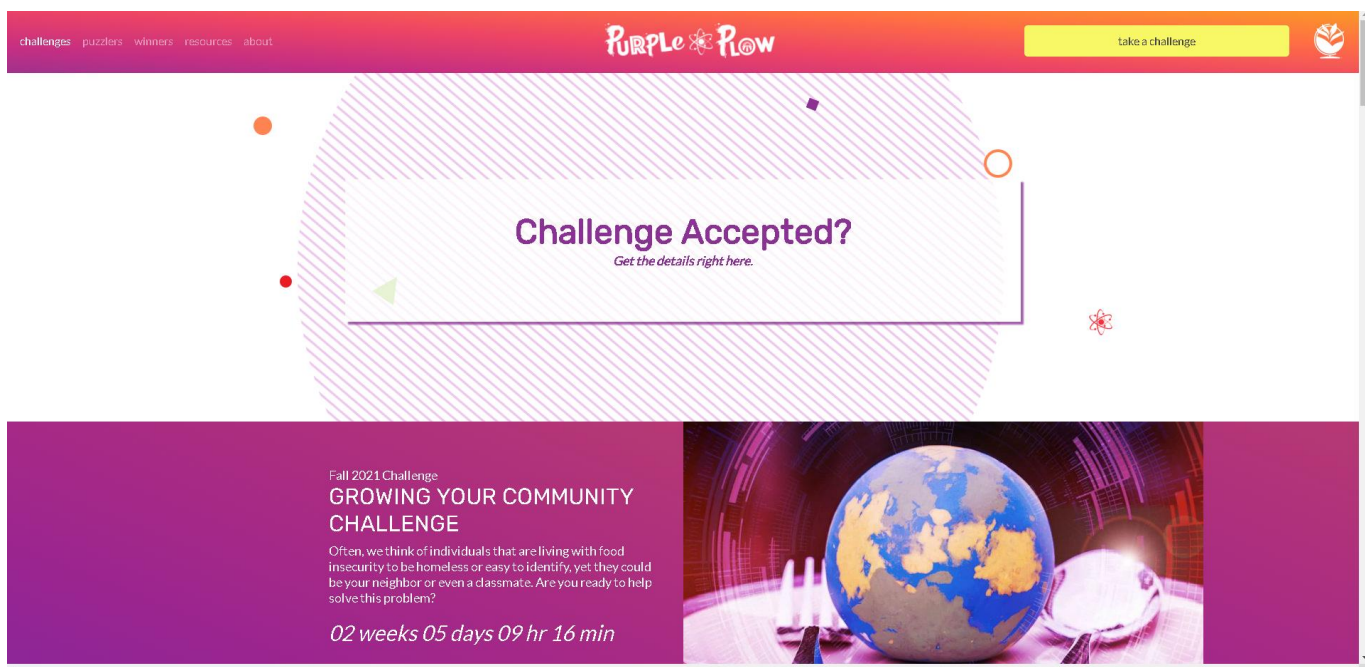 challenges puzzlers winners resources about
PURPLe PLOW
take a challenge
Challenge Accepted?
Get the details right here.
Fall 2021 Challenge
GROWING YOUR COMMUNITY
CHALLENGE
Often, we think of individuals that are living with food
insecurity to be homeless or easy to identify, yet they could
be your neighbor or even a classmate. Are you ready to help
solve this problem?
02 weeks 05 days 09 hr 16 min